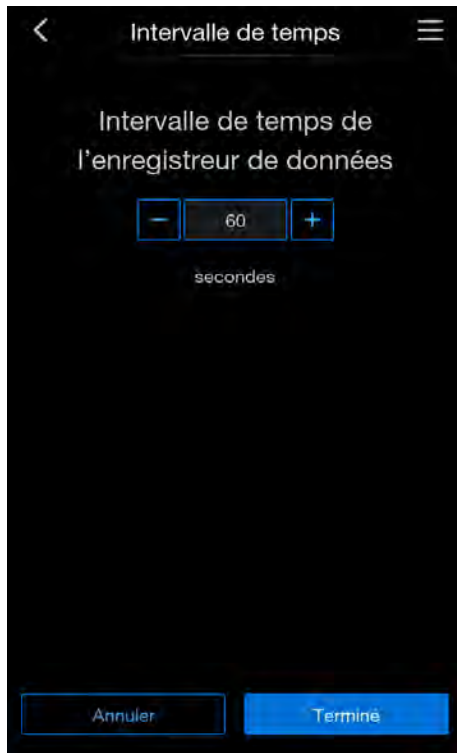 Intervalle de temps
Intervalle de temps de
l'enregistreur de données
60
secondes
Annuler
Terminé